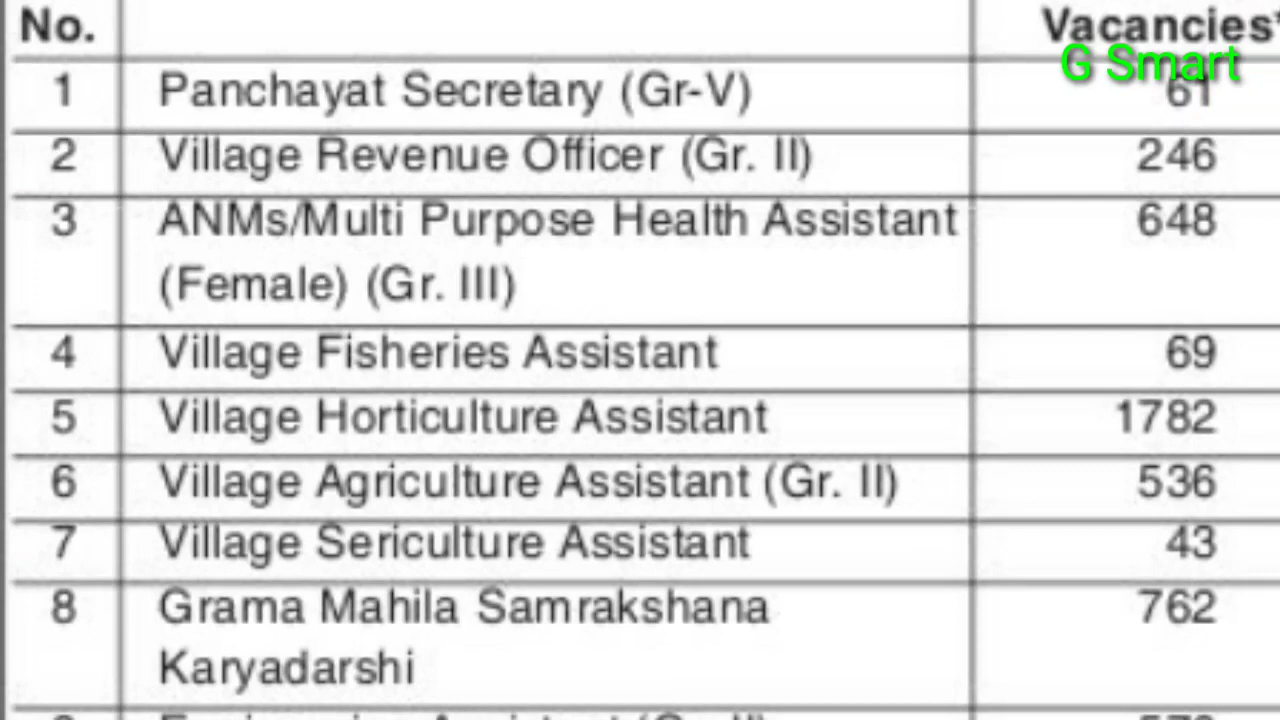 No. Vacancies*
G Smart
1 Panchayat Secretary (Gr-V) 61
2 Village Revenue Officer (Gr. II) 246
3 ANMs/Multi Purpose Health Assistant 648
(Female) (Gr. III)
4 Village Fisheries Assistant 69
5 Village Horticulture Assistant 1782
6 Village Agriculture Assistant (Gr. II) 536
7 Village Sericulture Assistant 43
8 Grama Mahila Samrakshana 762
Karyadarshi